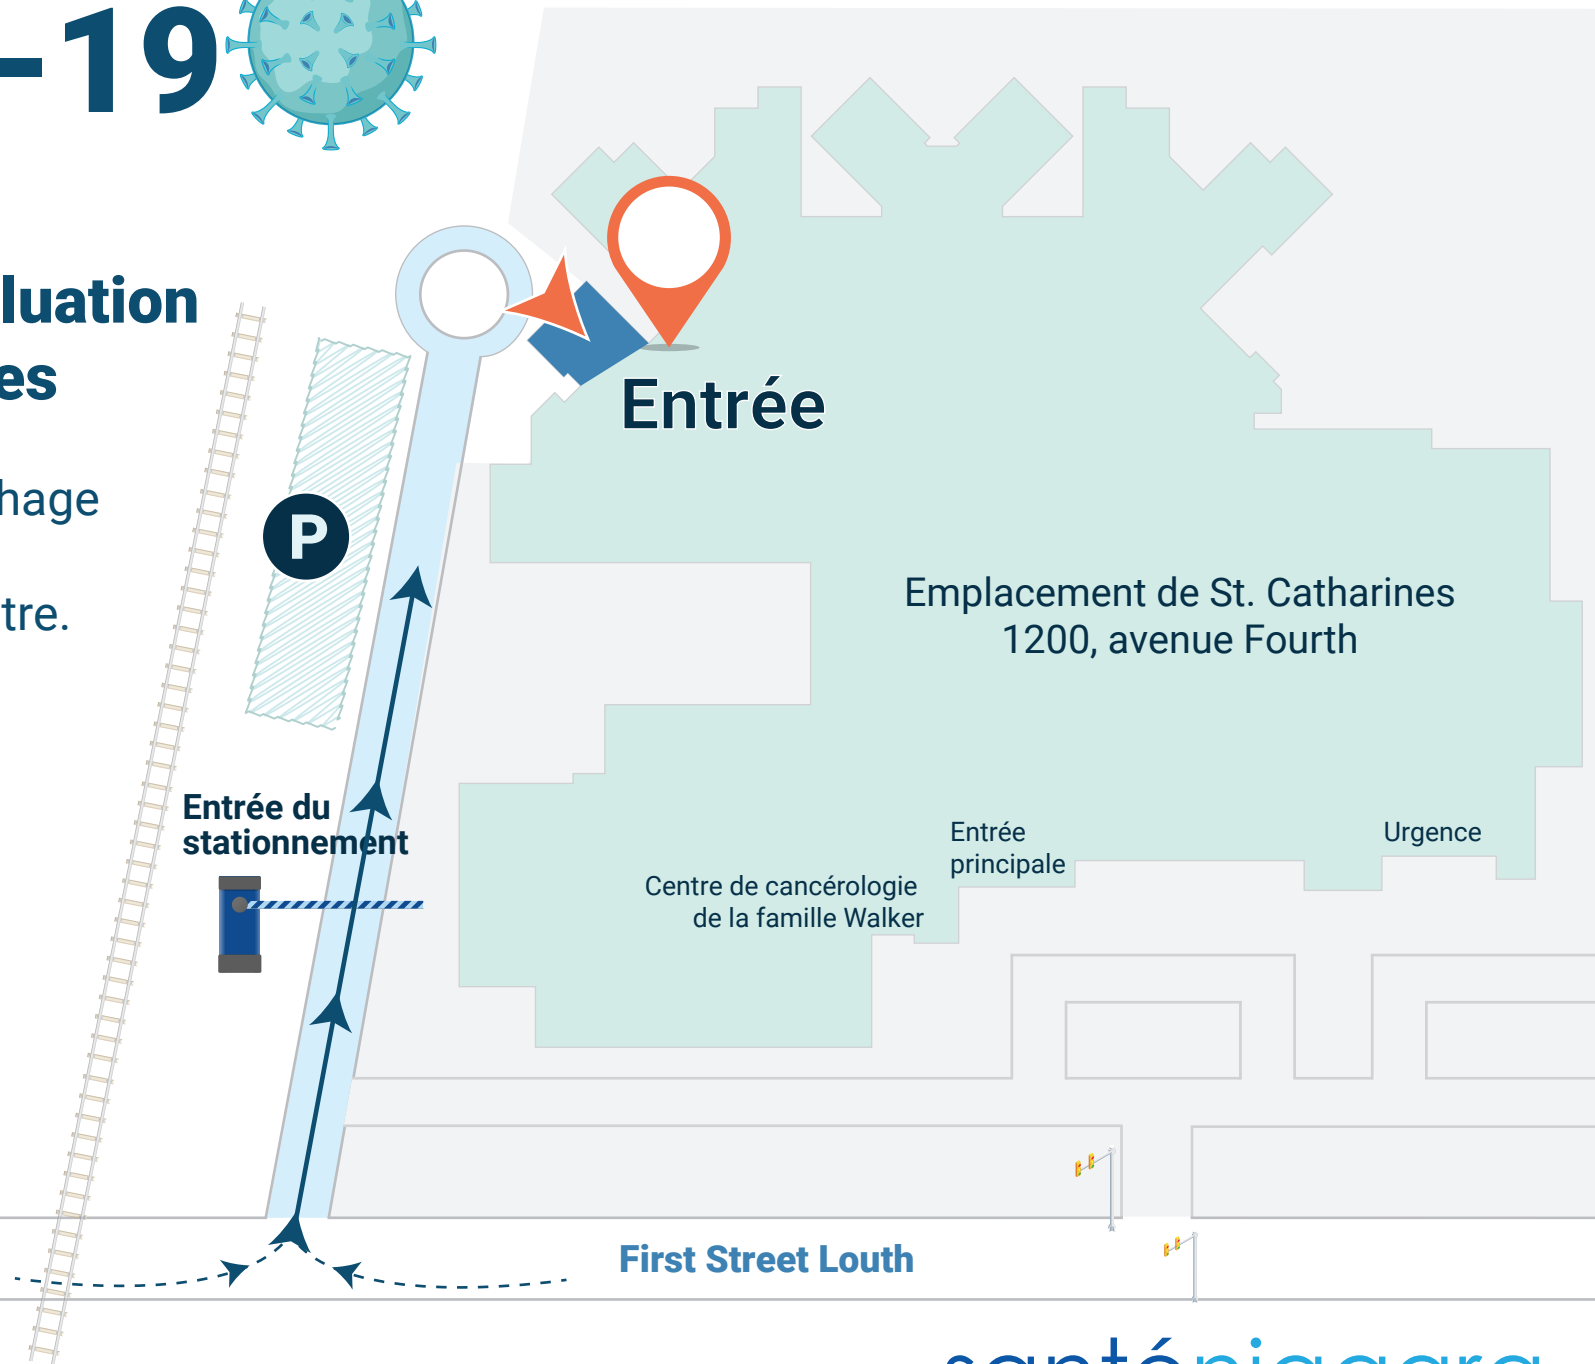 -19
luation
es
hage
tre.
Entrée
P
Emplacement de St. Catharines
1200, avenue Fourth
Entrée du
stationnement
Entrée
principale
Urgence
Centre de cancérologie
de la famille Walker
First Street Louth
santéniagara